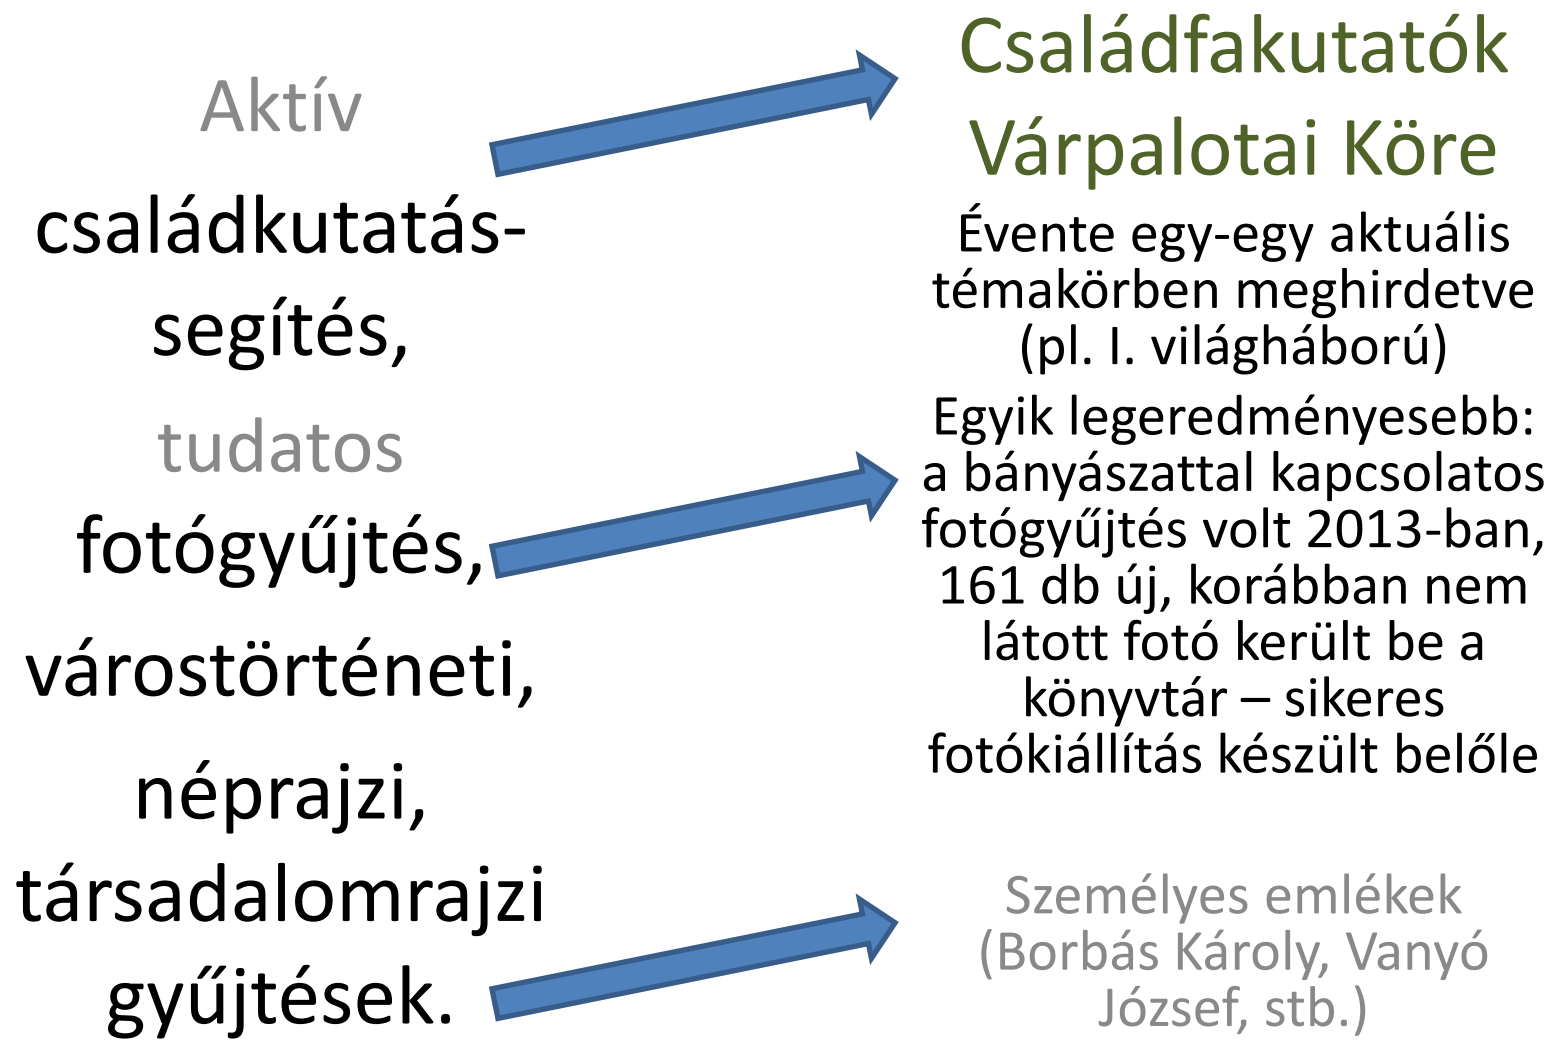 Aktív
családkutatás-
segítés,
tudatos
fotógyűjtés,
várostörténeti,
néprajzi,
társadalomrajzi
gyűjtések.
Családfakutatók
Várpalotai Köre
Évente egy-egy aktuális
témakörben meghirdetve
(pl. I. világháború)
Egyik legeredményesebb:
a bányászattal kapcsolatos
fotógyűjtés volt 2013-ban,
161 db új, korábban nem
látott fotó került be a
könyvtár – sikeres
fotókiállítás készült belőle
Személyes emlékek
(Borbás Károly, Vanyó
József, stb.)